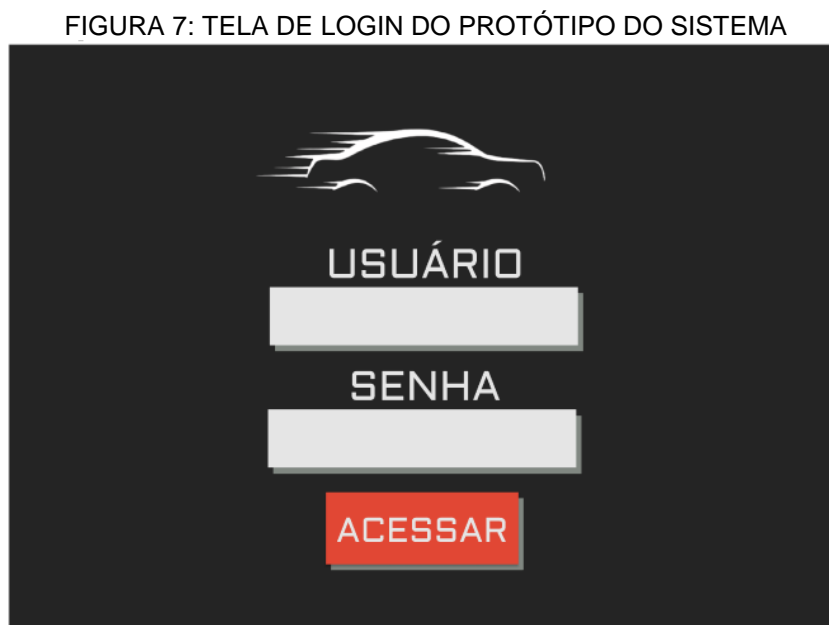 FIGURA 7: TELA DE LOGIN DO PROTÓTIPO DO SISTEMA
USUÁRIO
SENHA
ACESSAR